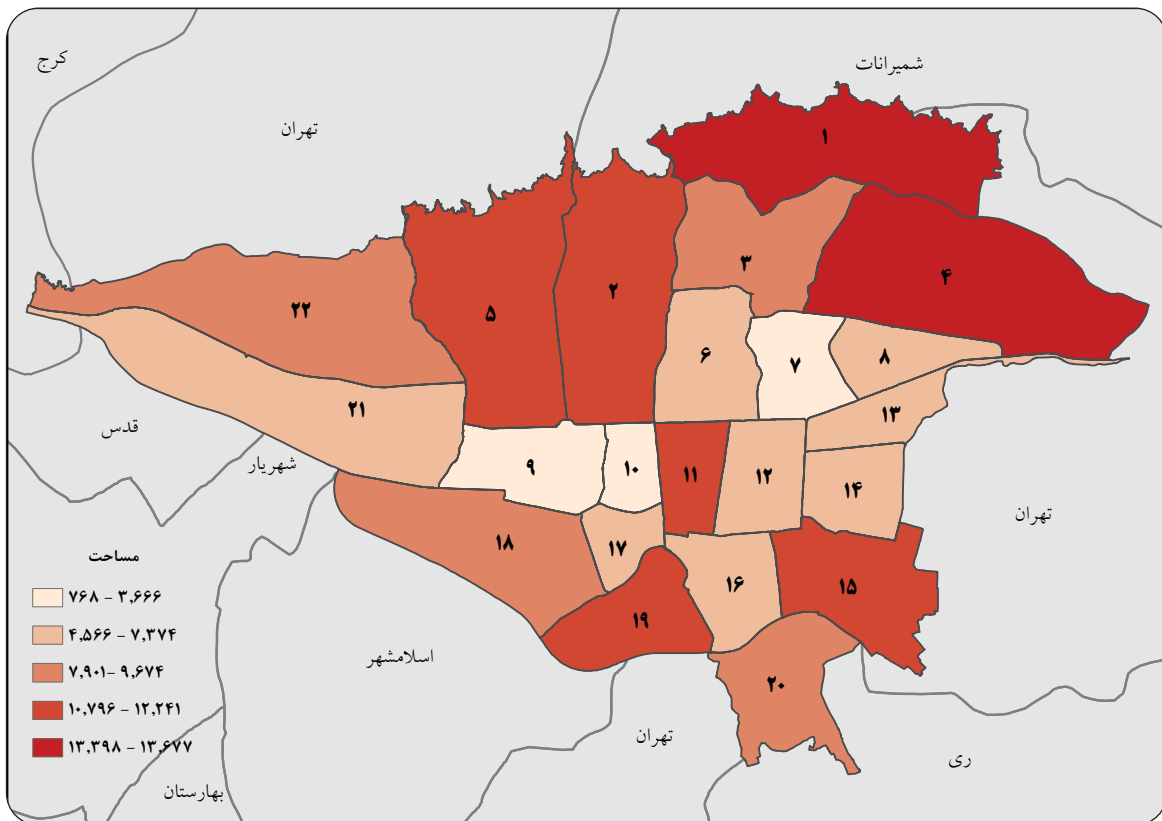 کرج
شمیرانات
تهران
۱
۳
۴
۲۲
۵
۲
۶
۷
۸
۲۱
۱۳
قدس
شهریار
۹
۱۰
۱۱
۱۲
۱۴
تهران
۱۸
۱۷
۱۶
۱۵
۱۹
۲۰
اسلامشهر
تهران
ری
بهارستان
مساحت
۷۶۸ - ۳,۶۶۶
۴,۵۶۶ - ۷,۳۷۴
۷,۹۰۱- ۹,۶۷۴
۱۰,۷۹۶ - ۱۲,۲۴۱
۱۳,۳۹۸ - ۱۳,۶۷۷